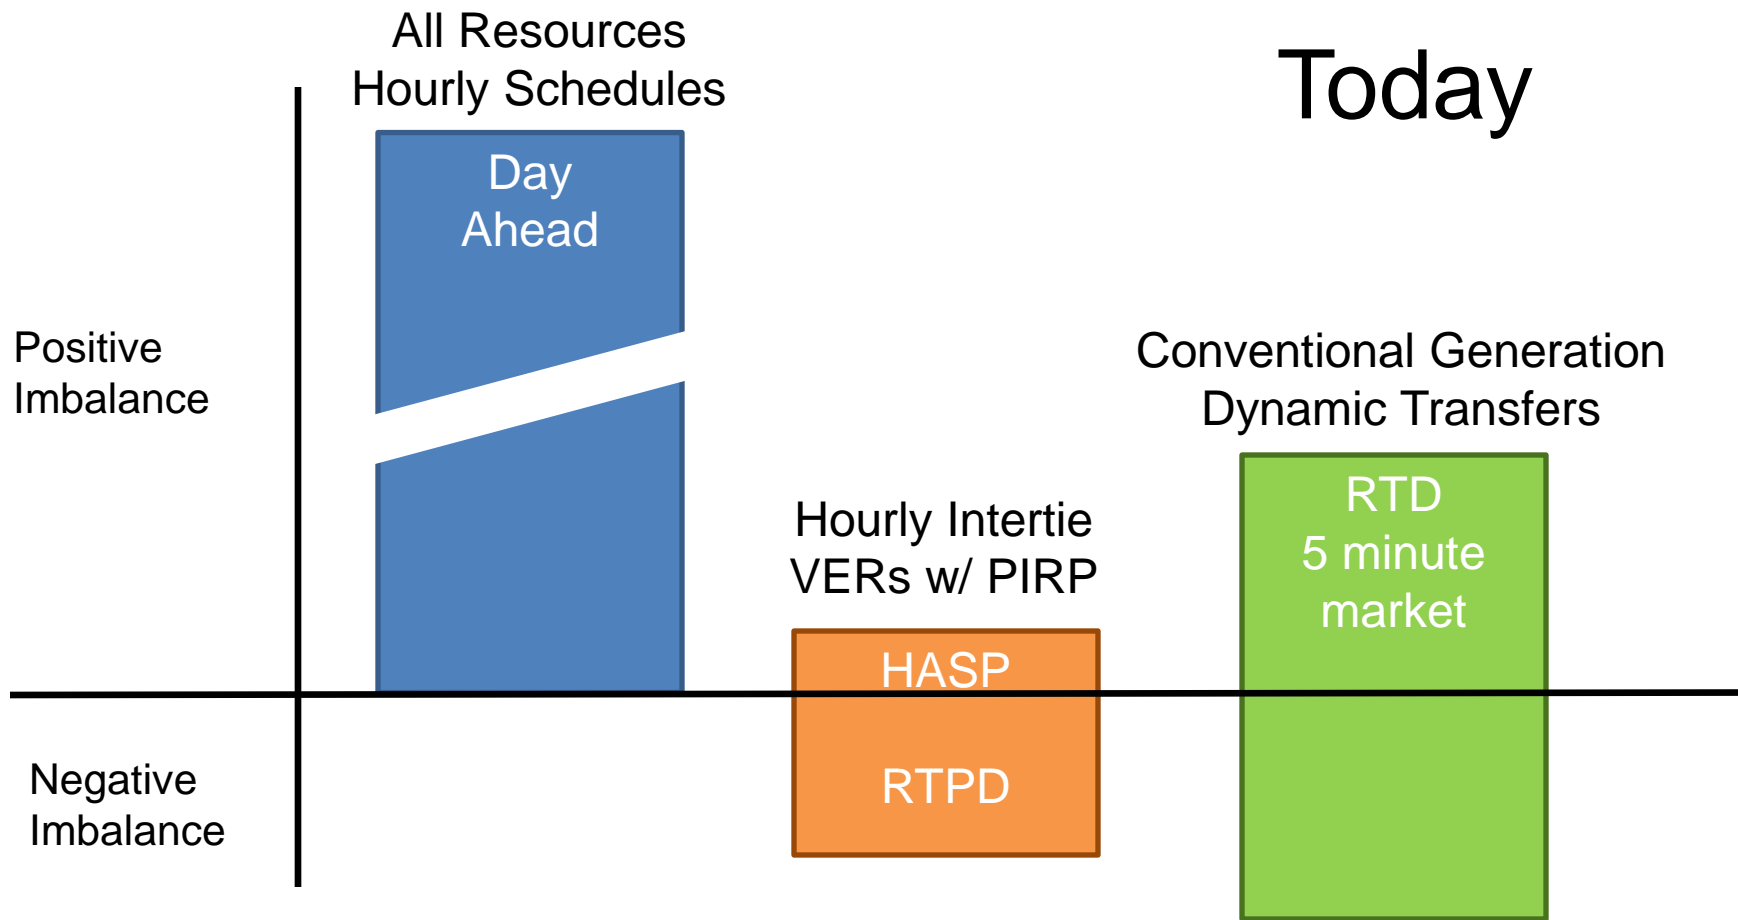 All Resources
Hourly Schedules
Today
Day
Ahead
Positive
Imbalance
Conventional Generation
Dynamic Transfers
RTD
5 minute
market
Hourly Intertie
VERs w/ PIRP
HASP
RTPD
Negative
Imbalance